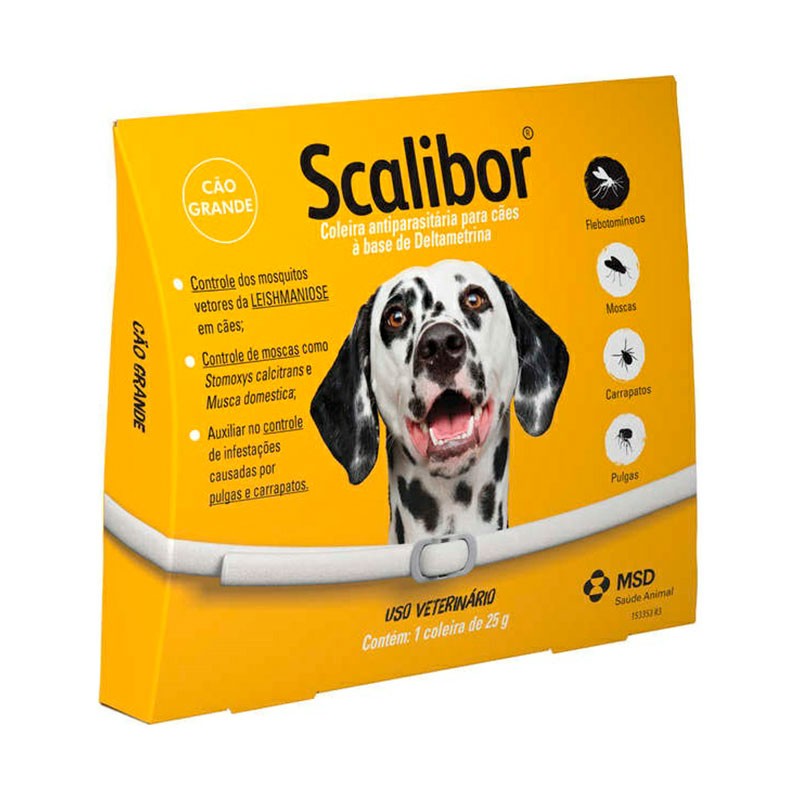 Scalibor®
Coleira antiparasitária para cães
à base de Deltametrina
CÃO
GRANDE
Controle dos mosquitos
vetores da LEISHMANIOSE
em cães;
Controle de moscas como
Stomoxys calcitrans e
Musca domestica;
Auxiliar no controle
de infestações
causadas por
pulgas e carrapatos.
Flebotomíneos
Moscas
Carrapatos
Pulgas
CÃO GRANDE
USO VETERINÁRIO
Contém: 1 coleira de 25 g
MSD
Saúde Animal
153353 R3